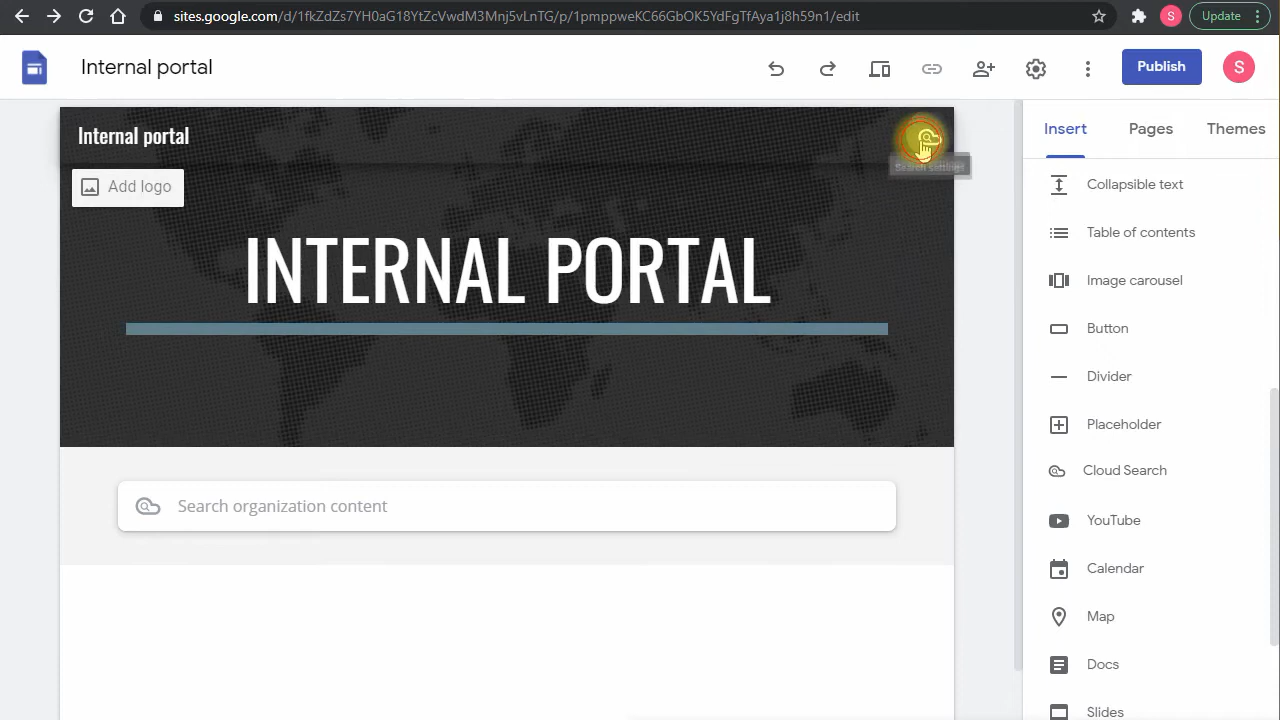 sites.google.com/d/1fkZdZs7YH0aG18YtZcVwdM3Mnj5vLnTG/p/1pmppweKC66GbOK5YdFgTfAya1j8h59n1/edit
S
Update
Internal portal
Publish
S
Internal portal
Search settings
Add logo
INTERNAL PORTAL
Search organization content
Insert
Pages
Themes
Collapsible text
Table of contents
Image carousel
Button
Divider
Placeholder
Cloud Search
YouTube
Calendar
Map
Docs
Slides